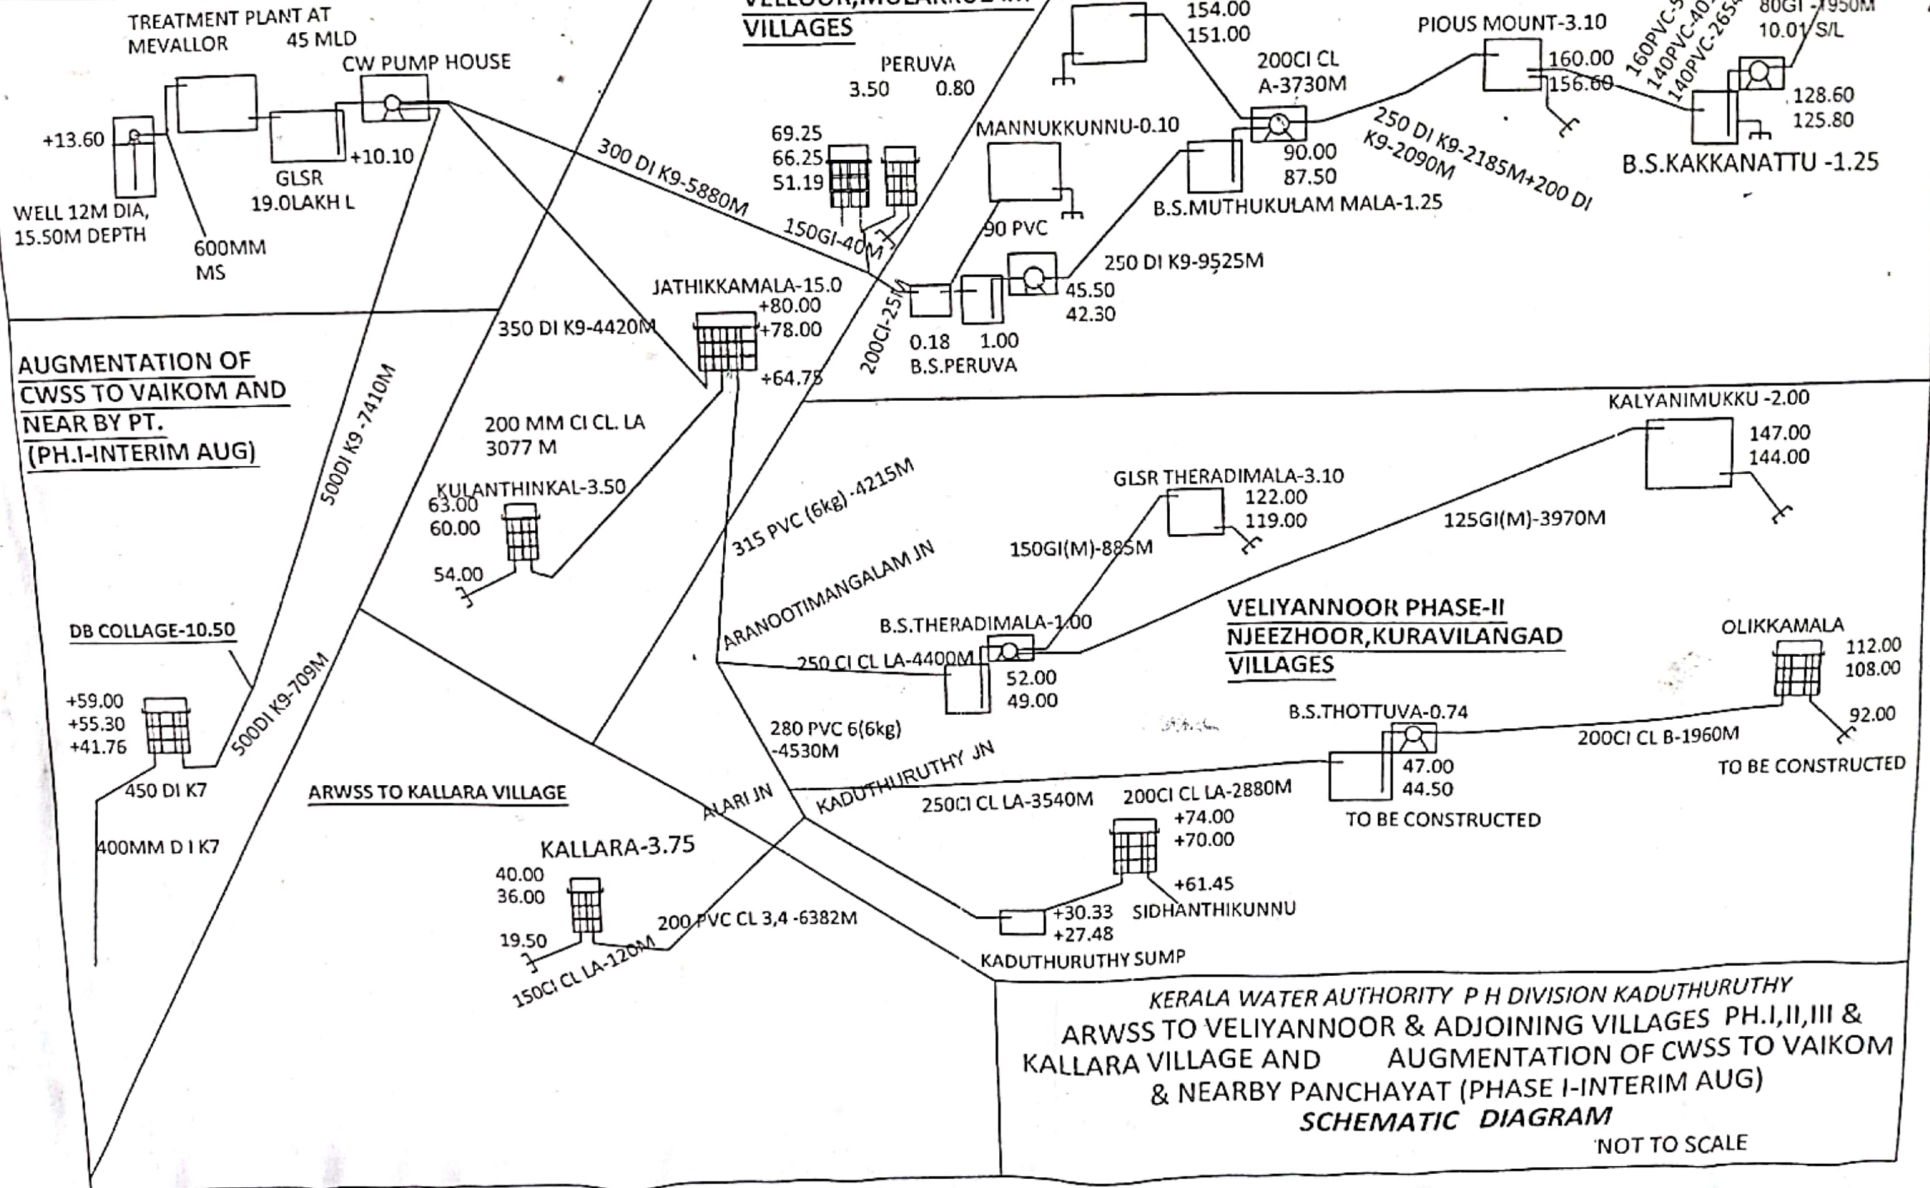 TREATMENT PLANT AT
MEVALLOR 45 MLD
CW PUMP HOUSE
+13.60
+10.10
GLSR
19.0LAKH L
WELL 12M DIA,
15.50M DEPTH
600MM
MS
VILLAGES
PERUVA
3.50 0.80
69.25
66.25
51.19
300 DI K9-5880M
150GI-40M
154.00
151.00
200CI CL
A-3730M
MANNUKKUNNU-0.10
90 PVC
90.00
87.50
B.S.MUTHUKULAM MALA-1.25
250 DI K9-9525M
45.50
42.30
200CI-25M
0.18 1.00
B.S.PERUVA
PIOUS MOUNT-3.10
160.00
156.60
250 DI K9-2185M+200 DI
K9-2090M
80GI -1950M
10.01 S/L
128.60
125.80
B.S.KAKKANATTU -1.25
JATHIKKAMALA-15.0
+80.00
+78.00
+64.75
350 DI K9-4420M
AUGMENTATION OF
CWSS TO VAIKOM AND
NEAR BY PT.
(PH.I-INTERIM AUG)
500DI K9 -7410M
200 MM CI CL. LA
3077 M
KULANTHINKAL-3.50
63.00
60.00
54.00
315 PVC (6kg) -4215M
ARANOOTIMANGALAM JN
KALYANIMUKKU -2.00
147.00
144.00
GLSR THERADIMALA-3.10
122.00
119.00
150GI(M)-885M
125GI(M)-3970M
B.S.THERADIMALA-1.00
250 CI CL LA-4400M
52.00
49.00
VELIYANNOOR PHASE-II
NJEEZHOOR,KURAVILANGAD
VILLAGES
OLIKKAMALA
112.00
108.00
92.00
TO BE CONSTRUCTED
DB COLLAGE-10.50
+59.00
+55.30
+41.76
500DI K9-709M
450 DI K7
400MM D I K7
ARWSS TO KALLARA VILLAGE
280 PVC 6(6kg)
-4530M
ALARI JN
KADUTHURUTHY JN
B.S.THOTTUVA-0.74
200CI CL B-1960M
47.00
44.50
TO BE CONSTRUCTED
250CI CL LA-3540M
200CI CL LA-2880M
+74.00
+70.00
+61.45
SIDHANTHIKUNNU
KALLARA-3.75
40.00
36.00
19.50
200 PVC CL 3,4 -6382M
150CI CL LA-120M
+30.33
+27.48
KADUTHURUTHY SUMP
KERALA WATER AUTHORITY P H DIVISION KADUTHURUTHY
ARWSS TO VELIYANNOOR & ADJOINING VILLAGES PH.I,II,III &
KALLARA VILLAGE AND AUGMENTATION OF CWSS TO VAIKOM
& NEARBY PANCHAYAT (PHASE I-INTERIM AUG)
SCHEMATIC DIAGRAM
NOT TO SCALE